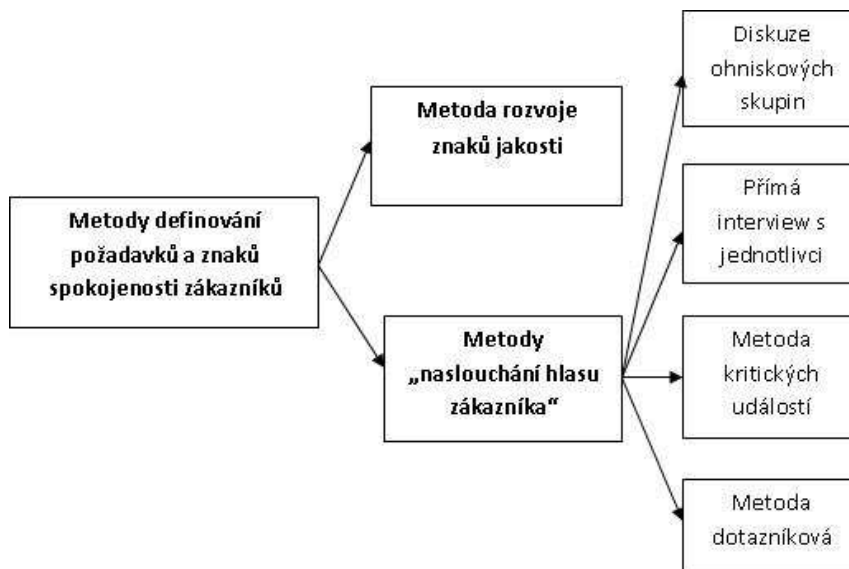 Metody definování
požadavků a znaků
spokojenosti zákazníků
Metoda rozvoje
znaků jakosti
Metody
„naslouchání hlasu
zákazníka“
Diskuze
ohniskových
skupin
Přímá
interview s
jednotlivci
Metoda
kritických
událostí
Metoda
dotazníková